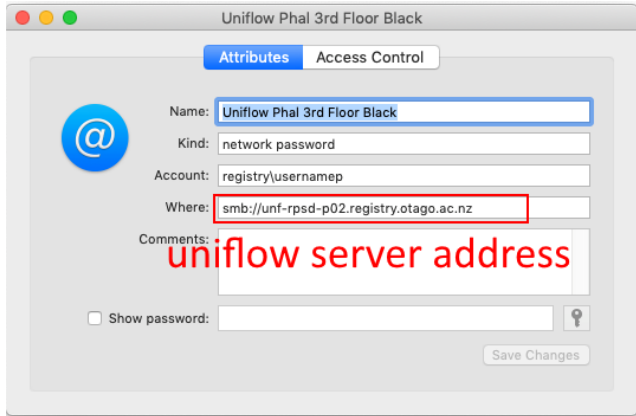 Uniflow Phal 3rd Floor Black
Attributes Access Control
@
Name: Uniflow Phal 3rd Floor Black
Kind: network password
Account: registry\usernamep
Where: smb://unf-rpsd-p02.registry.otago.ac.nz
Comments:
uniflow server address
Show password:
Save Changes